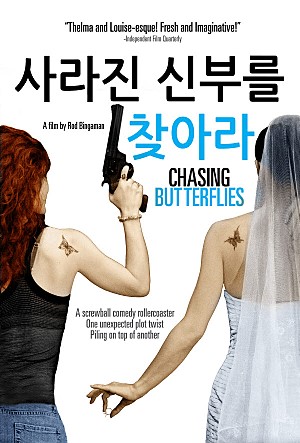 "Thelma and Louise-esque! Fresh and Imaginative!"
-Independent Film Quarterly
사라진 신부를
A film by Rod Bingaman
찾아라
CHASING
BUTTERFLIES
A screwball comedy rollercoaster
One unexpected plot twist
Piling on top of another